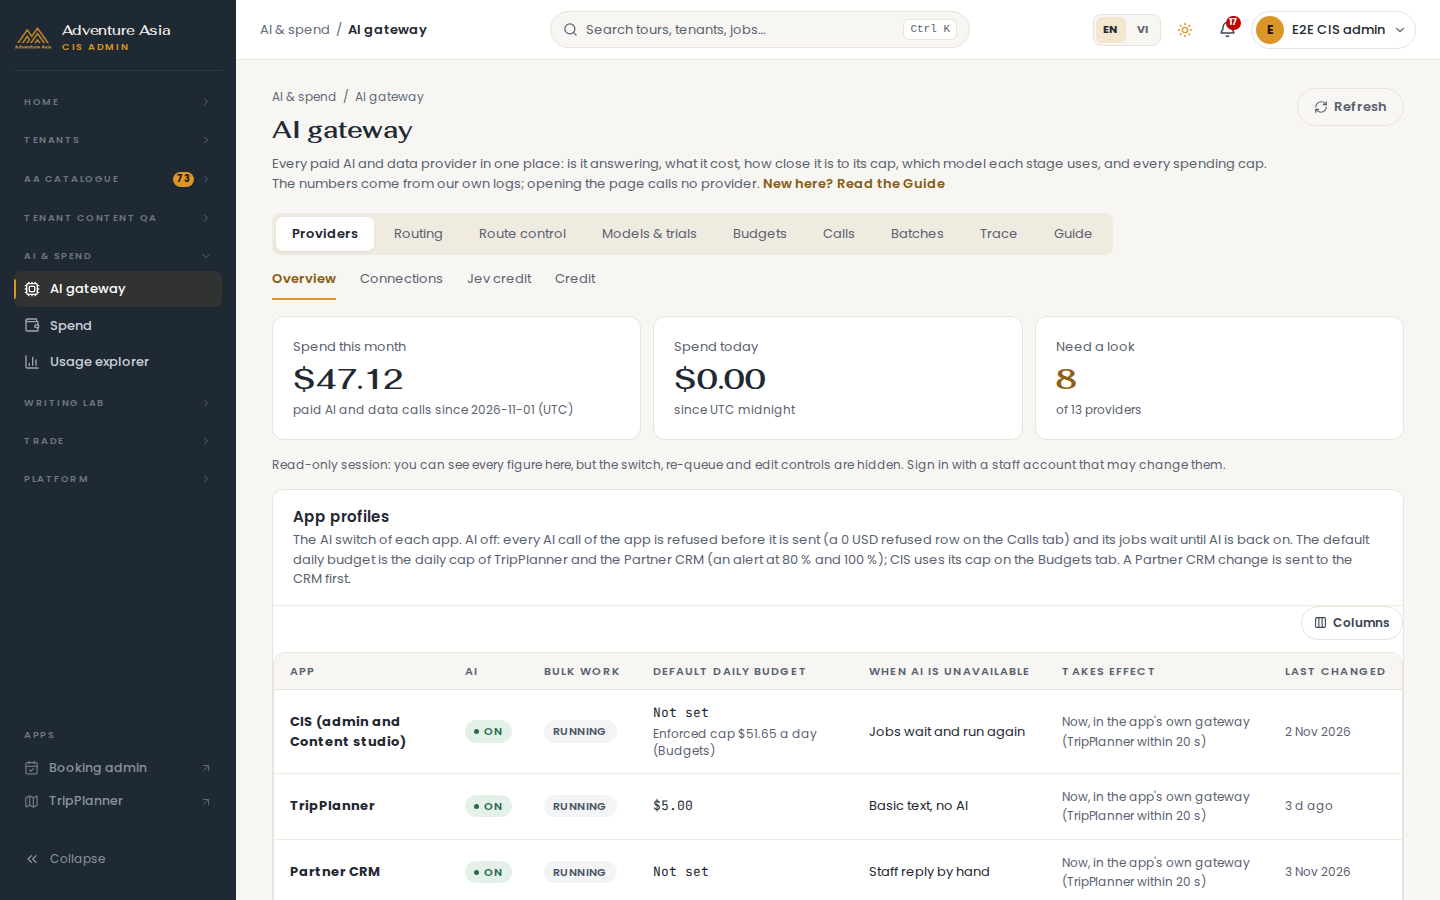 Adventure Asia
CIS ADMIN
Adventure Asia
HOME
TENANTS
AA CATALOGUE 73
TENANT CONTENT QA
AI & SPEND
AI gateway
Spend
Usage explorer
WRITING LAB
TRADE
PLATFORM
APPS
Booking admin
TripPlanner
Collapse
AI & spend / AI gateway
Search tours, tenants, jobs...
Ctrl K
EN VI
17
E E2E CIS admin
AI & spend / AI gateway
AI gateway
Refresh
Every paid AI and data provider in one place: is it answering, what it cost, how close it is to its cap, which model each stage uses, and every spending cap.
The numbers come from our own logs; opening the page calls no provider. New here? Read the Guide
Providers Routing Route control Models & trials Budgets Calls Batches Trace Guide
Overview Connections Jev credit Credit
Spend this month
$47.12
paid AI and data calls since 2026-11-01 (UTC)
Spend today
$0.00
since UTC midnight
Need a look
8
of 13 providers
Read-only session: you can see every figure here, but the switch, re-queue and edit controls are hidden. Sign in with a staff account that may change them.
App profiles
The AI switch of each app. AI off: every AI call of the app is refused before it is sent (a 0 USD refused row on the Calls tab) and its jobs wait until AI is back on. The default
daily budget is the daily cap of TripPlanner and the Partner CRM (an alert at 80 % and 100 %); CIS uses its cap on the Budgets tab. A Partner CRM change is sent to the
CRM first.
Columns
APP AI BULK WORK DEFAULT DAILY BUDGET WHEN AI IS UNAVAILABLE TAKES EFFECT LAST CHANGED
CIS (admin and
Content studio)
ON
RUNNING
Not set
Enforced cap $51.65 a day
(Budgets)
Jobs wait and run again
Now, in the app's own gateway
(TripPlanner within 20 s)
2 Nov 2026
TripPlanner
ON
RUNNING
$5.00
Basic text, no AI
Now, in the app's own gateway
(TripPlanner within 20 s)
3 d ago
Partner CRM
ON
RUNNING
Not set
Staff reply by hand
Now, in the app's own gateway
(TripPlanner within 20 s)
3 Nov 2026